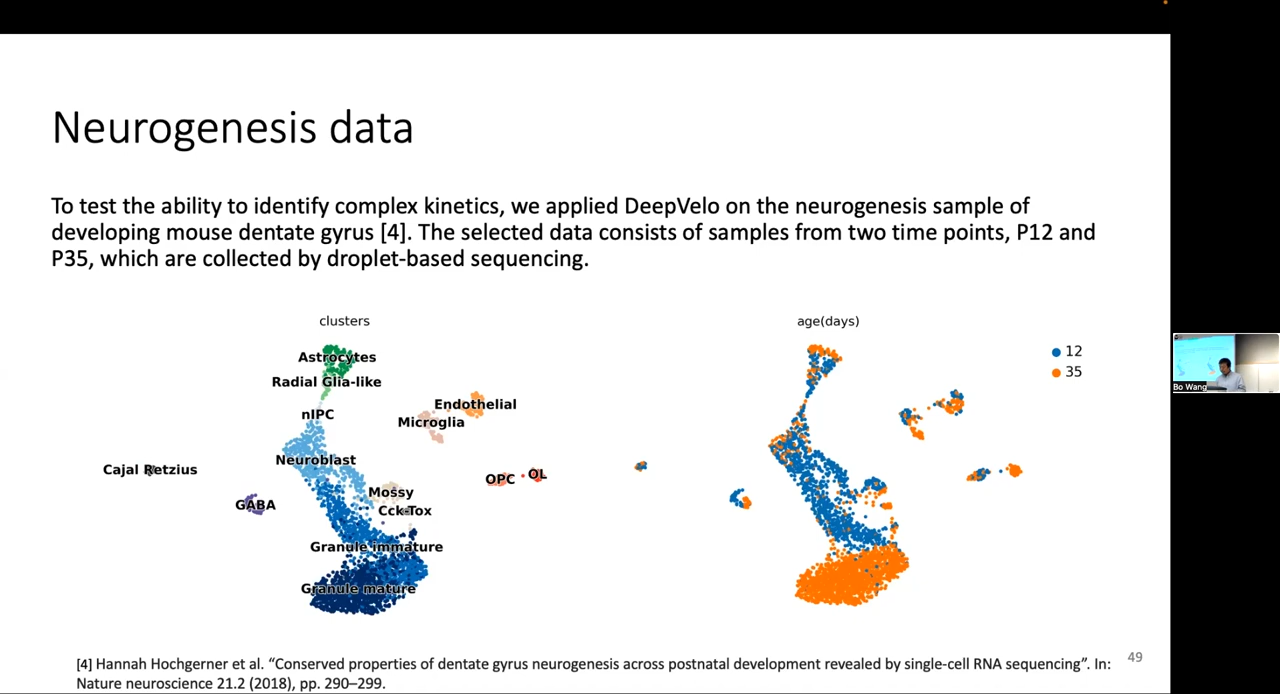 Neurogenesis data
To test the ability to identify complex kinetics, we applied DeepVelo on the neurogenesis sample of
developing mouse dentate gyrus [4]. The selected data consists of samples from two time points, P12 and
P35, which are collected by droplet-based sequencing.
clusters
Astrocytes
Radial Glia-like
nIPC
Endothelial
Microglia
Neuroblast
Cajal Retzius
OPC
OL
Mossy
GABA
Cck-Tox
Granule immature
Granule mature
age(days)
12
35
Bo Wang
[4] Hannah Hochgerner et al. “Conserved properties of dentate gyrus neurogenesis across postnatal development revealed by single-cell RNA sequencing”. In:
Nature neuroscience 21.2 (2018), pp. 290–299.
49